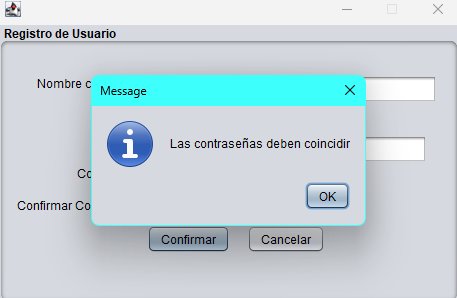 Registro de Usuario
Nombre c
Message
Las contraseñas deben coincidir
OK
Co
Confirmar Co
Confirmar
Cancelar